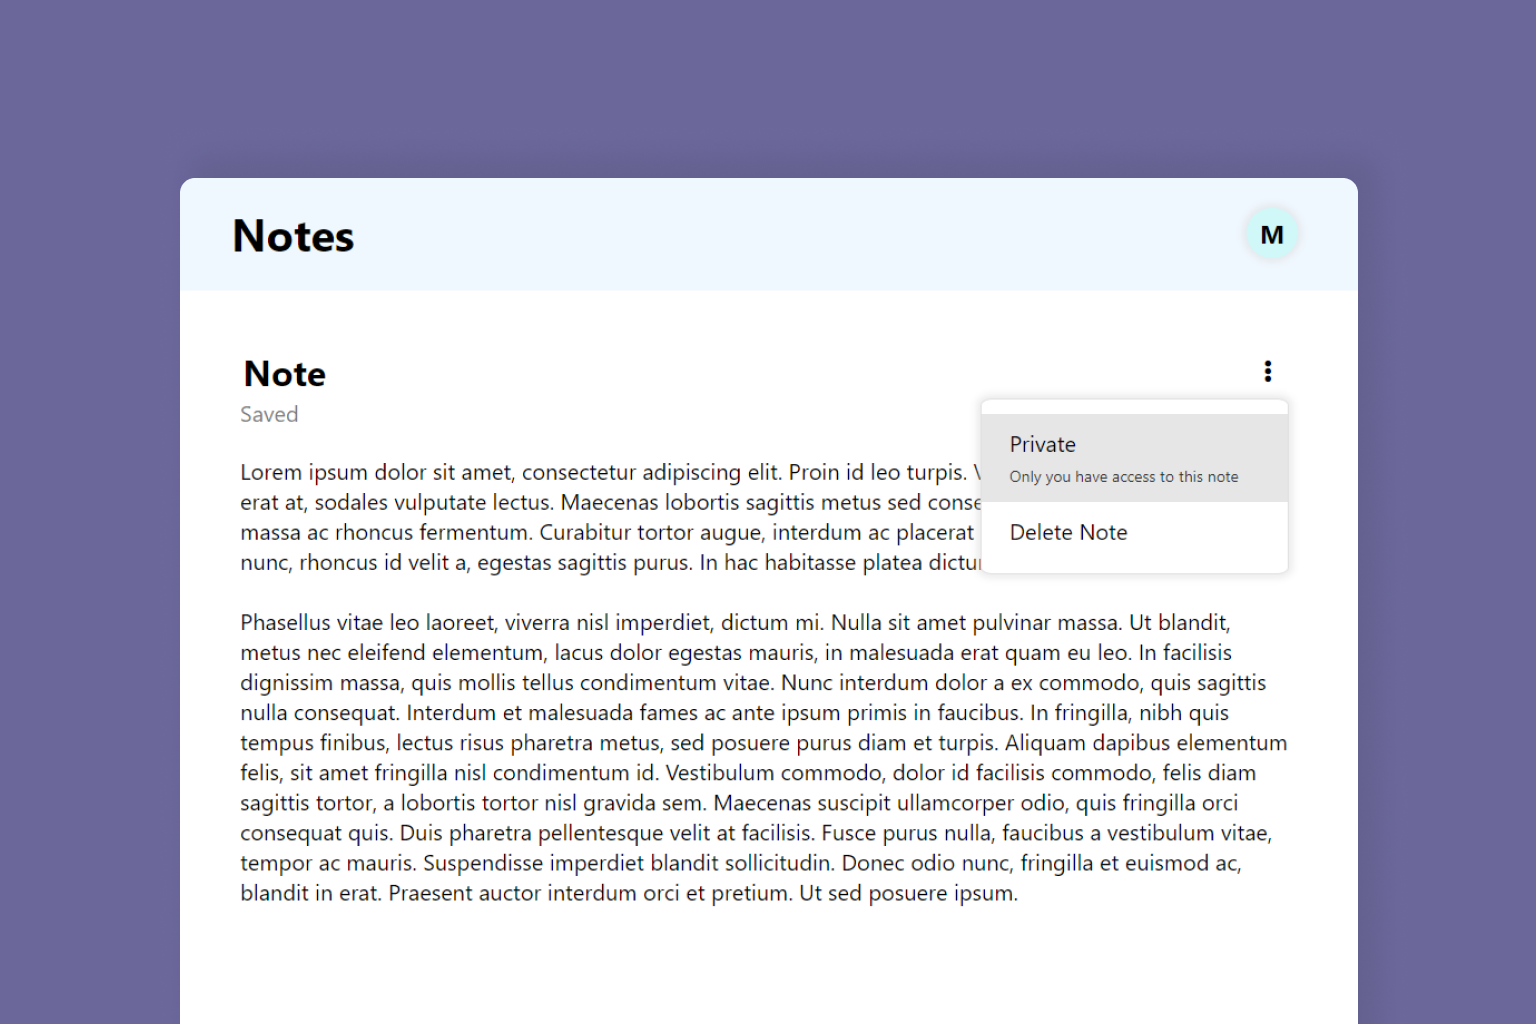 Notes
M
Note
Saved
Private
Only you have access to this note
Delete Note
Lorem ipsum dolor sit amet, consectetur adipiscing elit. Proin id leo turpis.
erat at, sodales vulputate lectus. Maecenas lobortis sagittis metus sed
massa ac rhoncus fermentum. Curabitur tortor augue, interdum ac placerat
nunc, rhoncus id velit a, egestas sagittis purus. In hac habitasse platea
Phasellus vitae leo laoreet, viverra nisl imperdiet, dictum mi. Nulla sit amet pulvinar massa. Ut blandit,
metus nec eleifend elementum, lacus dolor egestas mauris, in malesuada erat quam eu leo. In facilisis
dignissim massa, quis mollis tellus condimentum vitae. Nunc interdum dolor a ex commodo, quis sagittis
nulla consequat. Interdum et malesuada fames ac ante ipsum primis in faucibus. In fringilla, nibh quis
tempus finibus, lectus risus pharetra metus, sed posuere purus diam et turpis. Aliquam dapibus elementum
felis, sit amet fringilla nisl condimentum id. Vestibulum commodo, dolor id facilisis commodo, felis diam
sagittis tortor, a lobortis tortor nisl gravida sem. Maecenas suscipit ullamcorper odio, quis fringilla orci
consequat quis. Duis pharetra pellentesque velit at facilisis. Fusce purus nulla, faucibus a vestibulum vitae,
tempor ac mauris. Suspendisse imperdiet blandit sollicitudin. Donec odio nunc, fringilla et euismod ac,
blandit in erat. Praesent auctor interdum orci et pretium. Ut sed posuere ipsum.